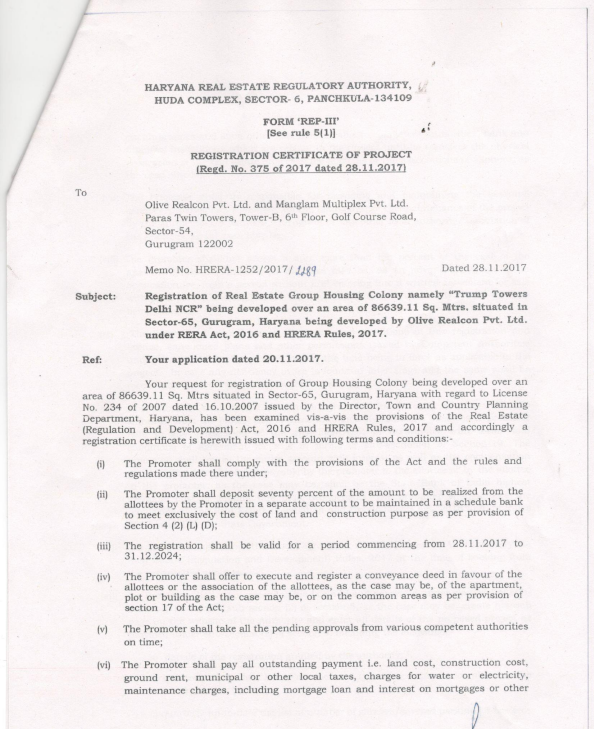 HARYANA REAL ESTATE REGULATORY AUTHORITY,
HUDA COMPLEX, SECTOR- 6, PANCHKULA-134109
FORM 'REP-III'
[See rule 5(1)]
REGISTRATION CERTIFICATE OF PROJECT
(Regd. No. 375 of 2017 dated 28.11.2017)
To
Olive Realcon Pvt. Ltd. and Manglam Multiplex Pvt. Ltd.
Paras Twin Towers, Tower-B, 6th Floor, Golf Course Road,
Sector-54,
Gurugram 122002
Memo No. HRERA-1252/2017/2289 Dated 28.11.2017
Subject: Registration of Real Estate Group Housing Colony namely "Trump Towers
Delhi NCR" being developed over an area of 86639.11 Sq. Mtrs. situated in
Sector-65, Gurugram, Haryana being developed by Olive Realcon Pvt. Ltd.
under RERA Act, 2016 and HRERA Rules, 2017.
Ref: Your application dated 20.11.2017.
Your request for registration of Group Housing Colony being developed over an
area of 86639.11 Sq. Mtrs situated in Sector-65, Gurugram, Haryana with regard to License
No. 234 of 2007 dated 16.10.2007 issued by the Director, Town and Country Planning
Department, Haryana, has been examined vis-a-vis the provisions of the Real Estate
(Regulation and Development) Act, 2016 and HRERA Rules, 2017 and accordingly a
registration certificate is herewith issued with following terms and conditions:-
(i) The Promoter shall comply with the provisions of the Act and the rules and
regulations made there under;
(ii) The Promoter shall deposit seventy percent of the amount to be realized from the
allottees by the Promoter in a separate account to be maintained in a schedule bank
to meet exclusively the cost of land and construction purpose as per provision of
Section 4 (2) (L) (D);
(iii) The registration shall be valid for a period commencing from 28.11.2017 to
31.12.2024;
(iv) The Promoter shall offer to execute and register a conveyance deed in favour of the
allottees or the association of the allottees, as the case may be, of the apartment,
plot or building as the case may be, or on the common areas as per provision of
section 17 of the Act;
(v) The Promoter shall take all the pending approvals from various competent authorities
on time;
(vi) The Promoter shall pay all outstanding payment i.e. land cost, construction cost,
ground rent, municipal or other local taxes, charges for water or electricity,
maintenance charges, including mortgage loan and interest on mortgages or other